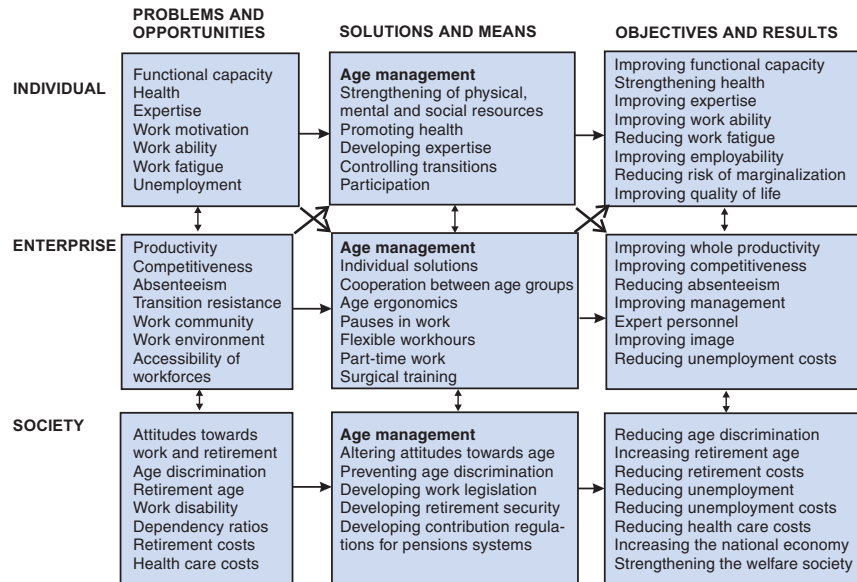 PROBLEMS AND
OPPORTUNITIES
SOLUTIONS AND MEANS
OBJECTIVES AND RESULTS
INDIVIDUAL
Functional capacity
Health
Expertise
Work motivation
Work ability
Work fatigue
Unemployment
Age management
Strengthening of physical,
mental and social resources
Promoting health
Developing expertise
Controlling transitions
Participation
Improving functional capacity
Strengthening health
Improving expertise
Improving work ability
Reducing work fatigue
Improving employability
Reducing risk of marginalization
Improving quality of life
ENTERPRISE
Productivity
Competitiveness
Absenteeism
Transition resistance
Work community
Work environment
Accessibility of
workforces
Age management
Individual solutions
Cooperation between age groups
Age ergonomics
Pauses in work
Flexible workhours
Part-time work
Surgical training
Improving whole productivity
Improving competitiveness
Reducing absenteeism
Improving management
Expert personnel
Improving image
Reducing unemployment costs
SOCIETY
Attitudes towards
work and retirement
Age discrimination
Retirement age
Work disability
Dependency ratios
Retirement costs
Health care costs
Age management
Altering attitudes towards age
Preventing age discrimination
Developing work legislation
Developing retirement security
Developing contribution regula-
tions for pensions systems
Reducing age discrimination
Increasing retirement age
Reducing retirement costs
Reducing unemployment
Reducing unemployment costs
Reducing health care costs
Increasing the national economy
Strengthening the welfare society